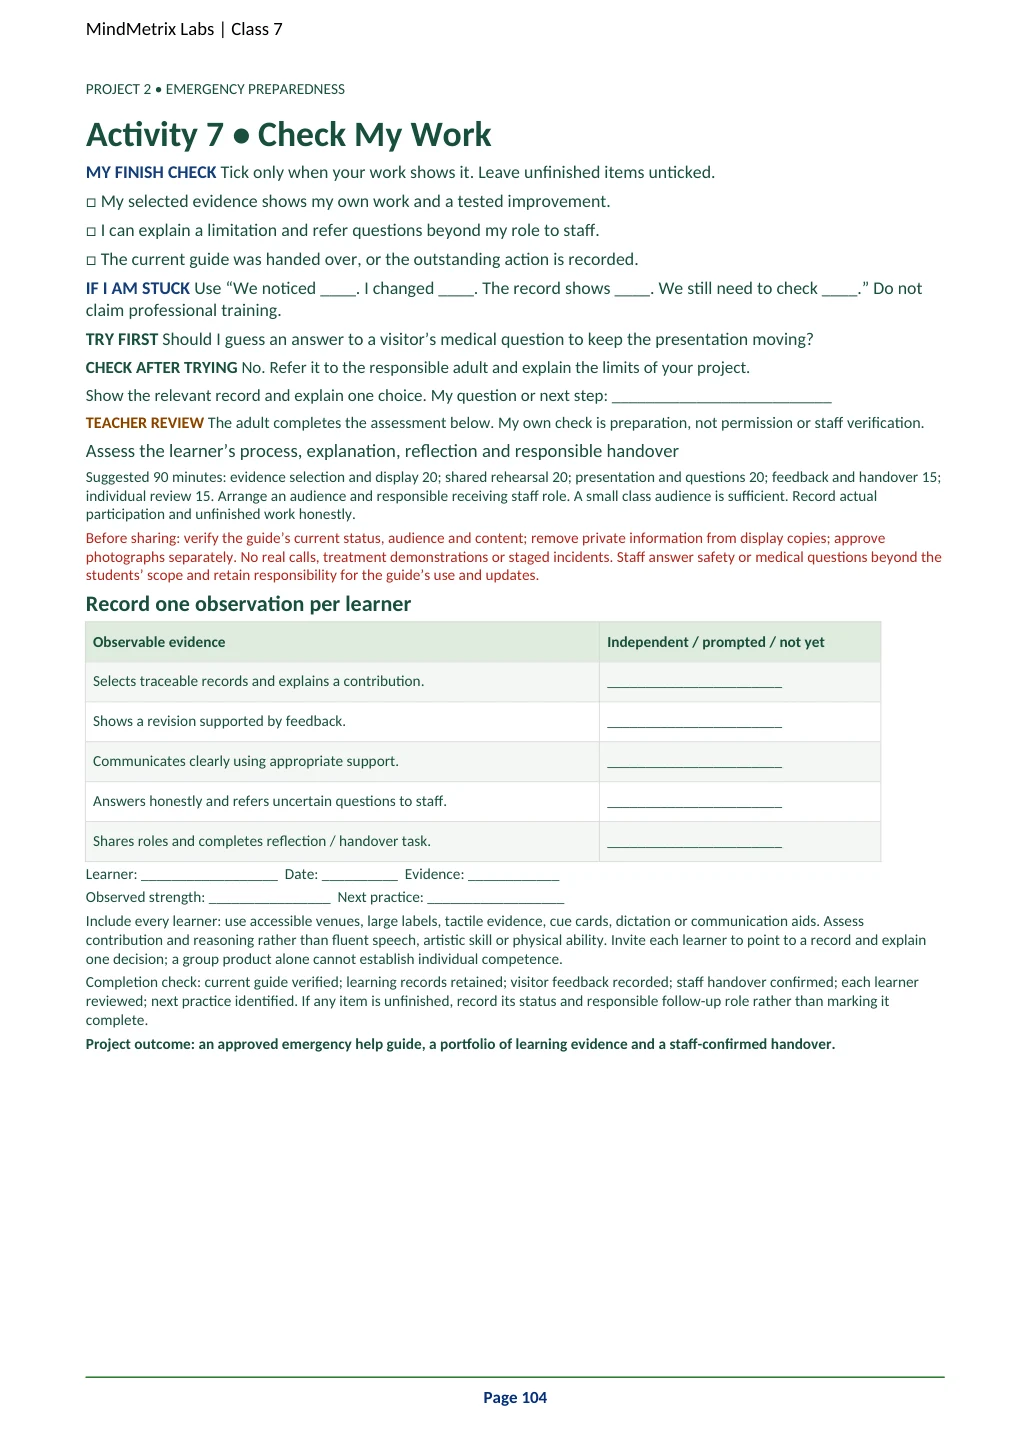 MindMetrix Labs | Class 7
PROJECT 2 • EMERGENCY PREPAREDNESS
Activity 7 • Check My Work
MY FINISH CHECK Tick only when your work shows it. Leave unfinished items unticked.
□ My selected evidence shows my own work and a tested improvement.
□ I can explain a limitation and refer questions beyond my role to staff.
□ The current guide was handed over, or the outstanding action is recorded.
IF I AM STUCK Use “We noticed ____. I changed ____. The record shows ____. We still need to check ____.” Do not
claim professional training.
TRY FIRST Should I guess an answer to a visitor’s medical question to keep the presentation moving?
CHECK AFTER TRYING No. Refer it to the responsible adult and explain the limits of your project.
Show the relevant record and explain one choice. My question or next step: __________________________
TEACHER REVIEW The adult completes the assessment below. My own check is preparation, not permission or staff verification.
Assess the learner’s process, explanation, reflection and responsible handover
Suggested 90 minutes: evidence selection and display 20; shared rehearsal 20; presentation and questions 20; feedback and handover 15;
individual review 15. Arrange an audience and responsible receiving staff role. A small class audience is sufficient. Record actual
participation and unfinished work honestly.
Before sharing: verify the guide’s current status, audience and content; remove private information from display copies; approve
photographs separately. No real calls, treatment demonstrations or staged incidents. Staff answer safety or medical questions beyond the
students’ scope and retain responsibility for the guide’s use and updates.
Record one observation per learner
Observable evidence Independent / prompted / not yet
Selects traceable records and explains a contribution. _______________________
Shows a revision supported by feedback. _______________________
Communicates clearly using appropriate support. _______________________
Answers honestly and refers uncertain questions to staff. _______________________
Shares roles and completes reflection / handover task. _______________________
Learner: __________________ Date: __________ Evidence: ____________
Observed strength: ________________ Next practice: __________________
Include every learner: use accessible venues, large labels, tactile evidence, cue cards, dictation or communication aids. Assess
contribution and reasoning rather than fluent speech, artistic skill or physical ability. Invite each learner to point to a record and explain
one decision; a group product alone cannot establish individual competence.
Completion check: current guide verified; learning records retained; visitor feedback recorded; staff handover confirmed; each learner
reviewed; next practice identified. If any item is unfinished, record its status and responsible follow-up role rather than marking it
complete.
Project outcome: an approved emergency help guide, a portfolio of learning evidence and a staff-confirmed handover.
Page 104